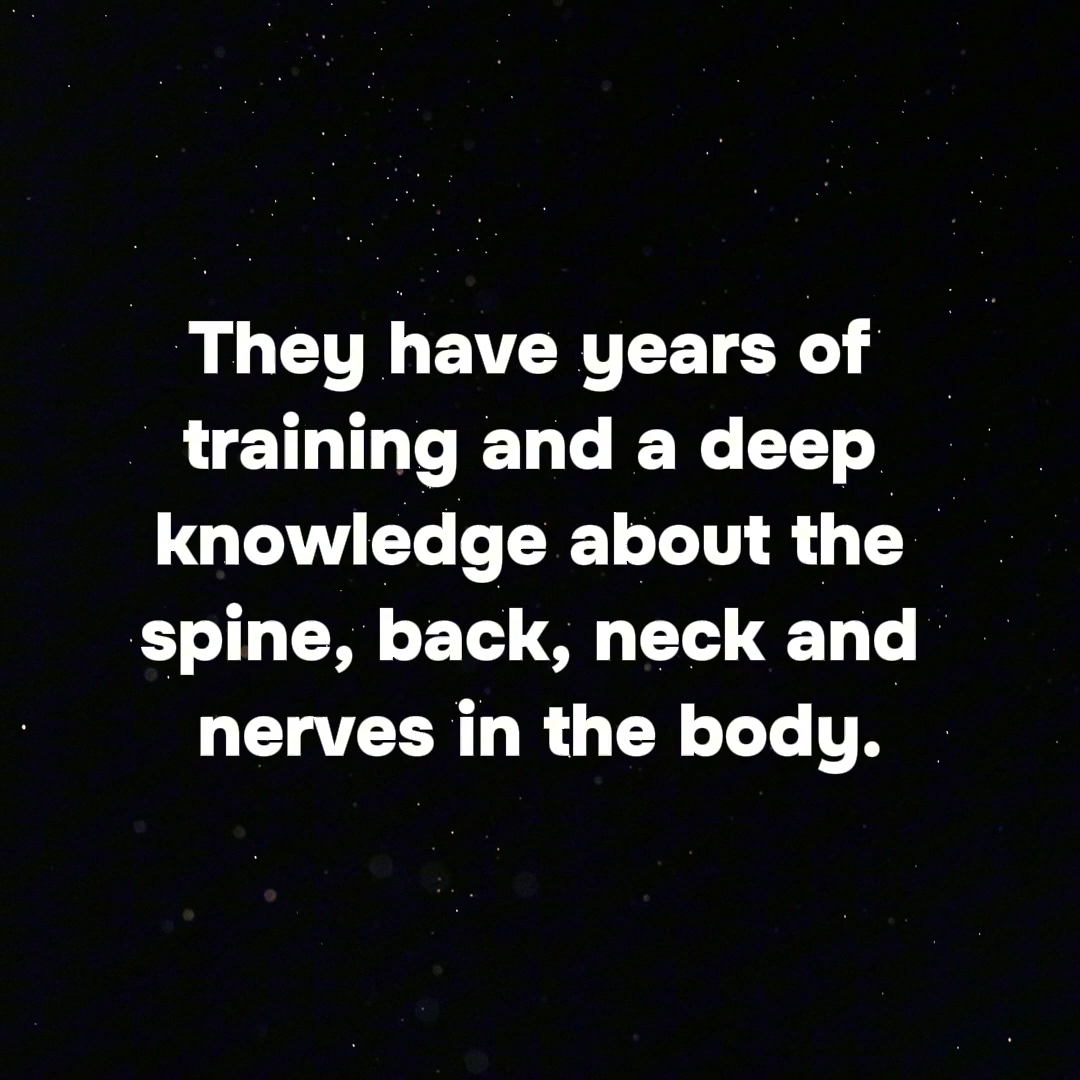 They have years of
training and a deep
knowledge about the
spine, back, neck and
nerves in the body.